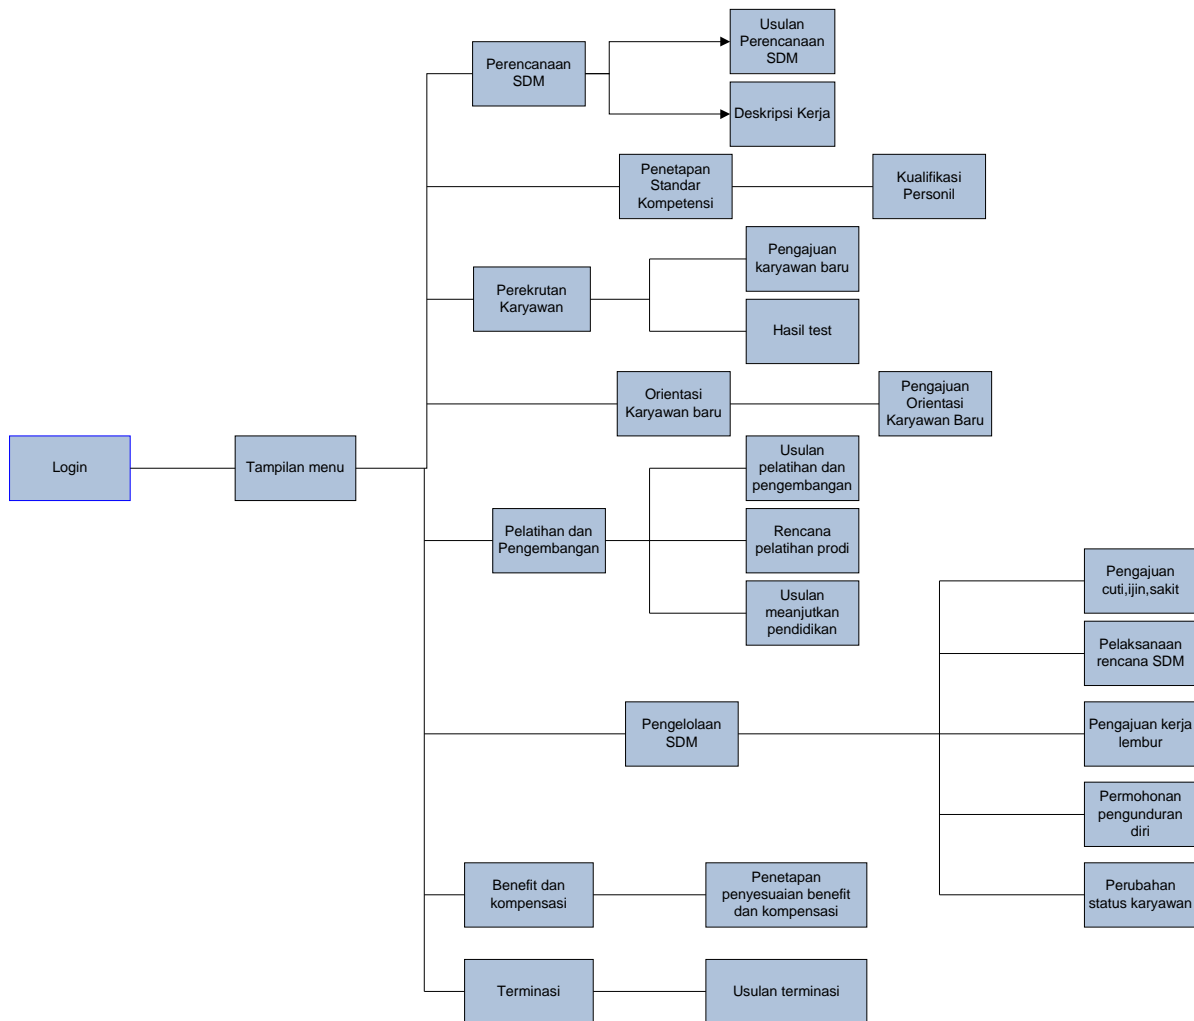 Usulan
Perencanaan
SDM
Perencanaan
SDM
Deskripsi Kerja
Penetapan
Standar
Kompetensi
Kualifikasi
Personil
Pengajuan
karyawan baru
Perekrutan
Karyawan
Hasil test
Orientasi
Karyawan baru
Pengajuan
Orientasi
Karyawan Baru
Login
Tampilan menu
Usulan
pelatihan dan
pengembangan
Pelatihan dan
Pengembangan
Rencana
pelatihan prodi
Usulan
meanjutkan
pendidikan
Pengajuan
cuti,ijin,sakit
Pelaksanaan
rencana SDM
Pengelolaan
SDM
Pengajuan kerja
lembur
Permohonan
pengunduran
diri
Perubahan
status karyawan
Benefit dan
kompensasi
Penetapan
penyesuaian benefit
dan kompensasi
Terminasi
Usulan terminasi